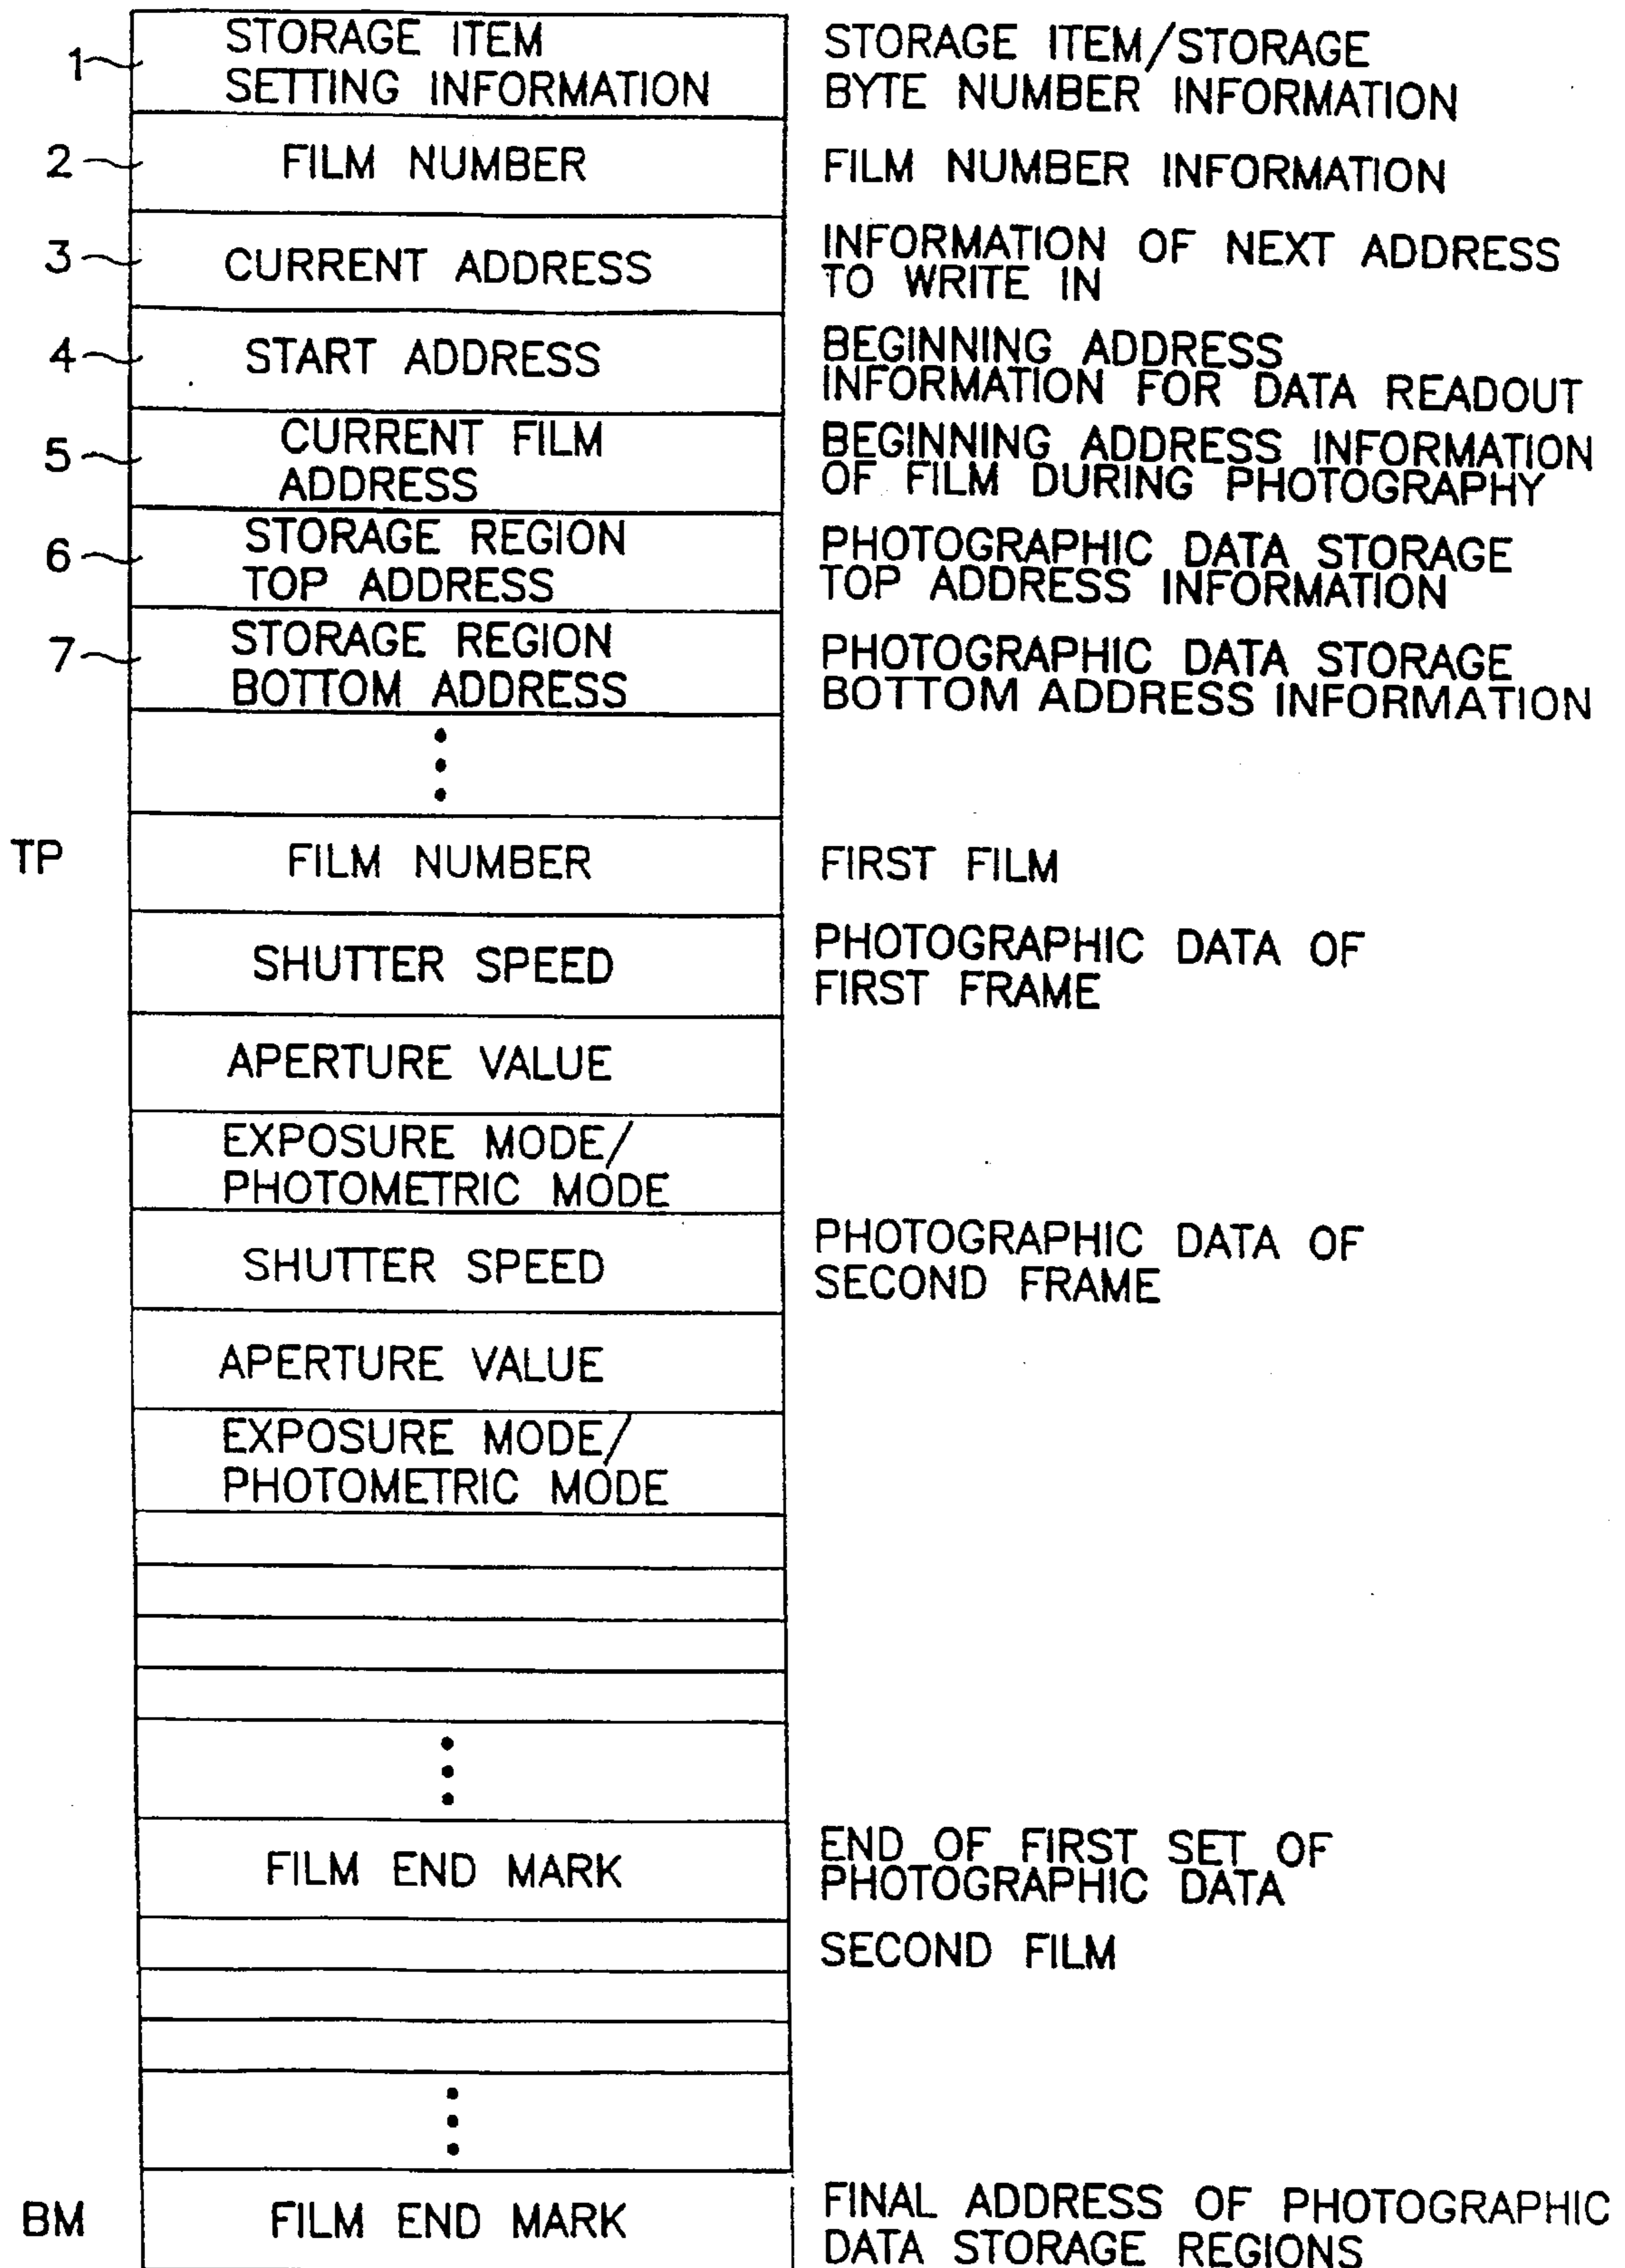 1 STORAGE ITEM STORAGE ITEM/STORAGE
SETTING INFORMATION BYTE NUMBER INFORMATION
2 FILM NUMBER FILM NUMBER INFORMATION
3 CURRENT ADDRESS INFORMATION OF NEXT ADDRESS
TO WRITE IN
4 START ADDRESS BEGINNING ADDRESS
INFORMATION FOR DATA READOUT
5 CURRENT FILM BEGINNING ADDRESS INFORMATION
ADDRESS OF FILM DURING PHOTOGRAPHY
6 STORAGE REGION PHOTOGRAPHIC DATA STORAGE
TOP ADDRESS TOP ADDRESS INFORMATION
7 STORAGE REGION PHOTOGRAPHIC DATA STORAGE
BOTTOM ADDRESS BOTTOM ADDRESS INFORMATION
TP FILM NUMBER FIRST FILM
SHUTTER SPEED PHOTOGRAPHIC DATA OF
FIRST FRAME
APERTURE VALUE
EXPOSURE MODE/
PHOTOMETRIC MODE
SHUTTER SPEED PHOTOGRAPHIC DATA OF
SECOND FRAME
APERTURE VALUE
EXPOSURE MODE/
PHOTOMETRIC MODE
FILM END MARK END OF FIRST SET OF
PHOTOGRAPHIC DATA
SECOND FILM
BM FILM END MARK FINAL ADDRESS OF PHOTOGRAPHIC
DATA STORAGE REGIONS